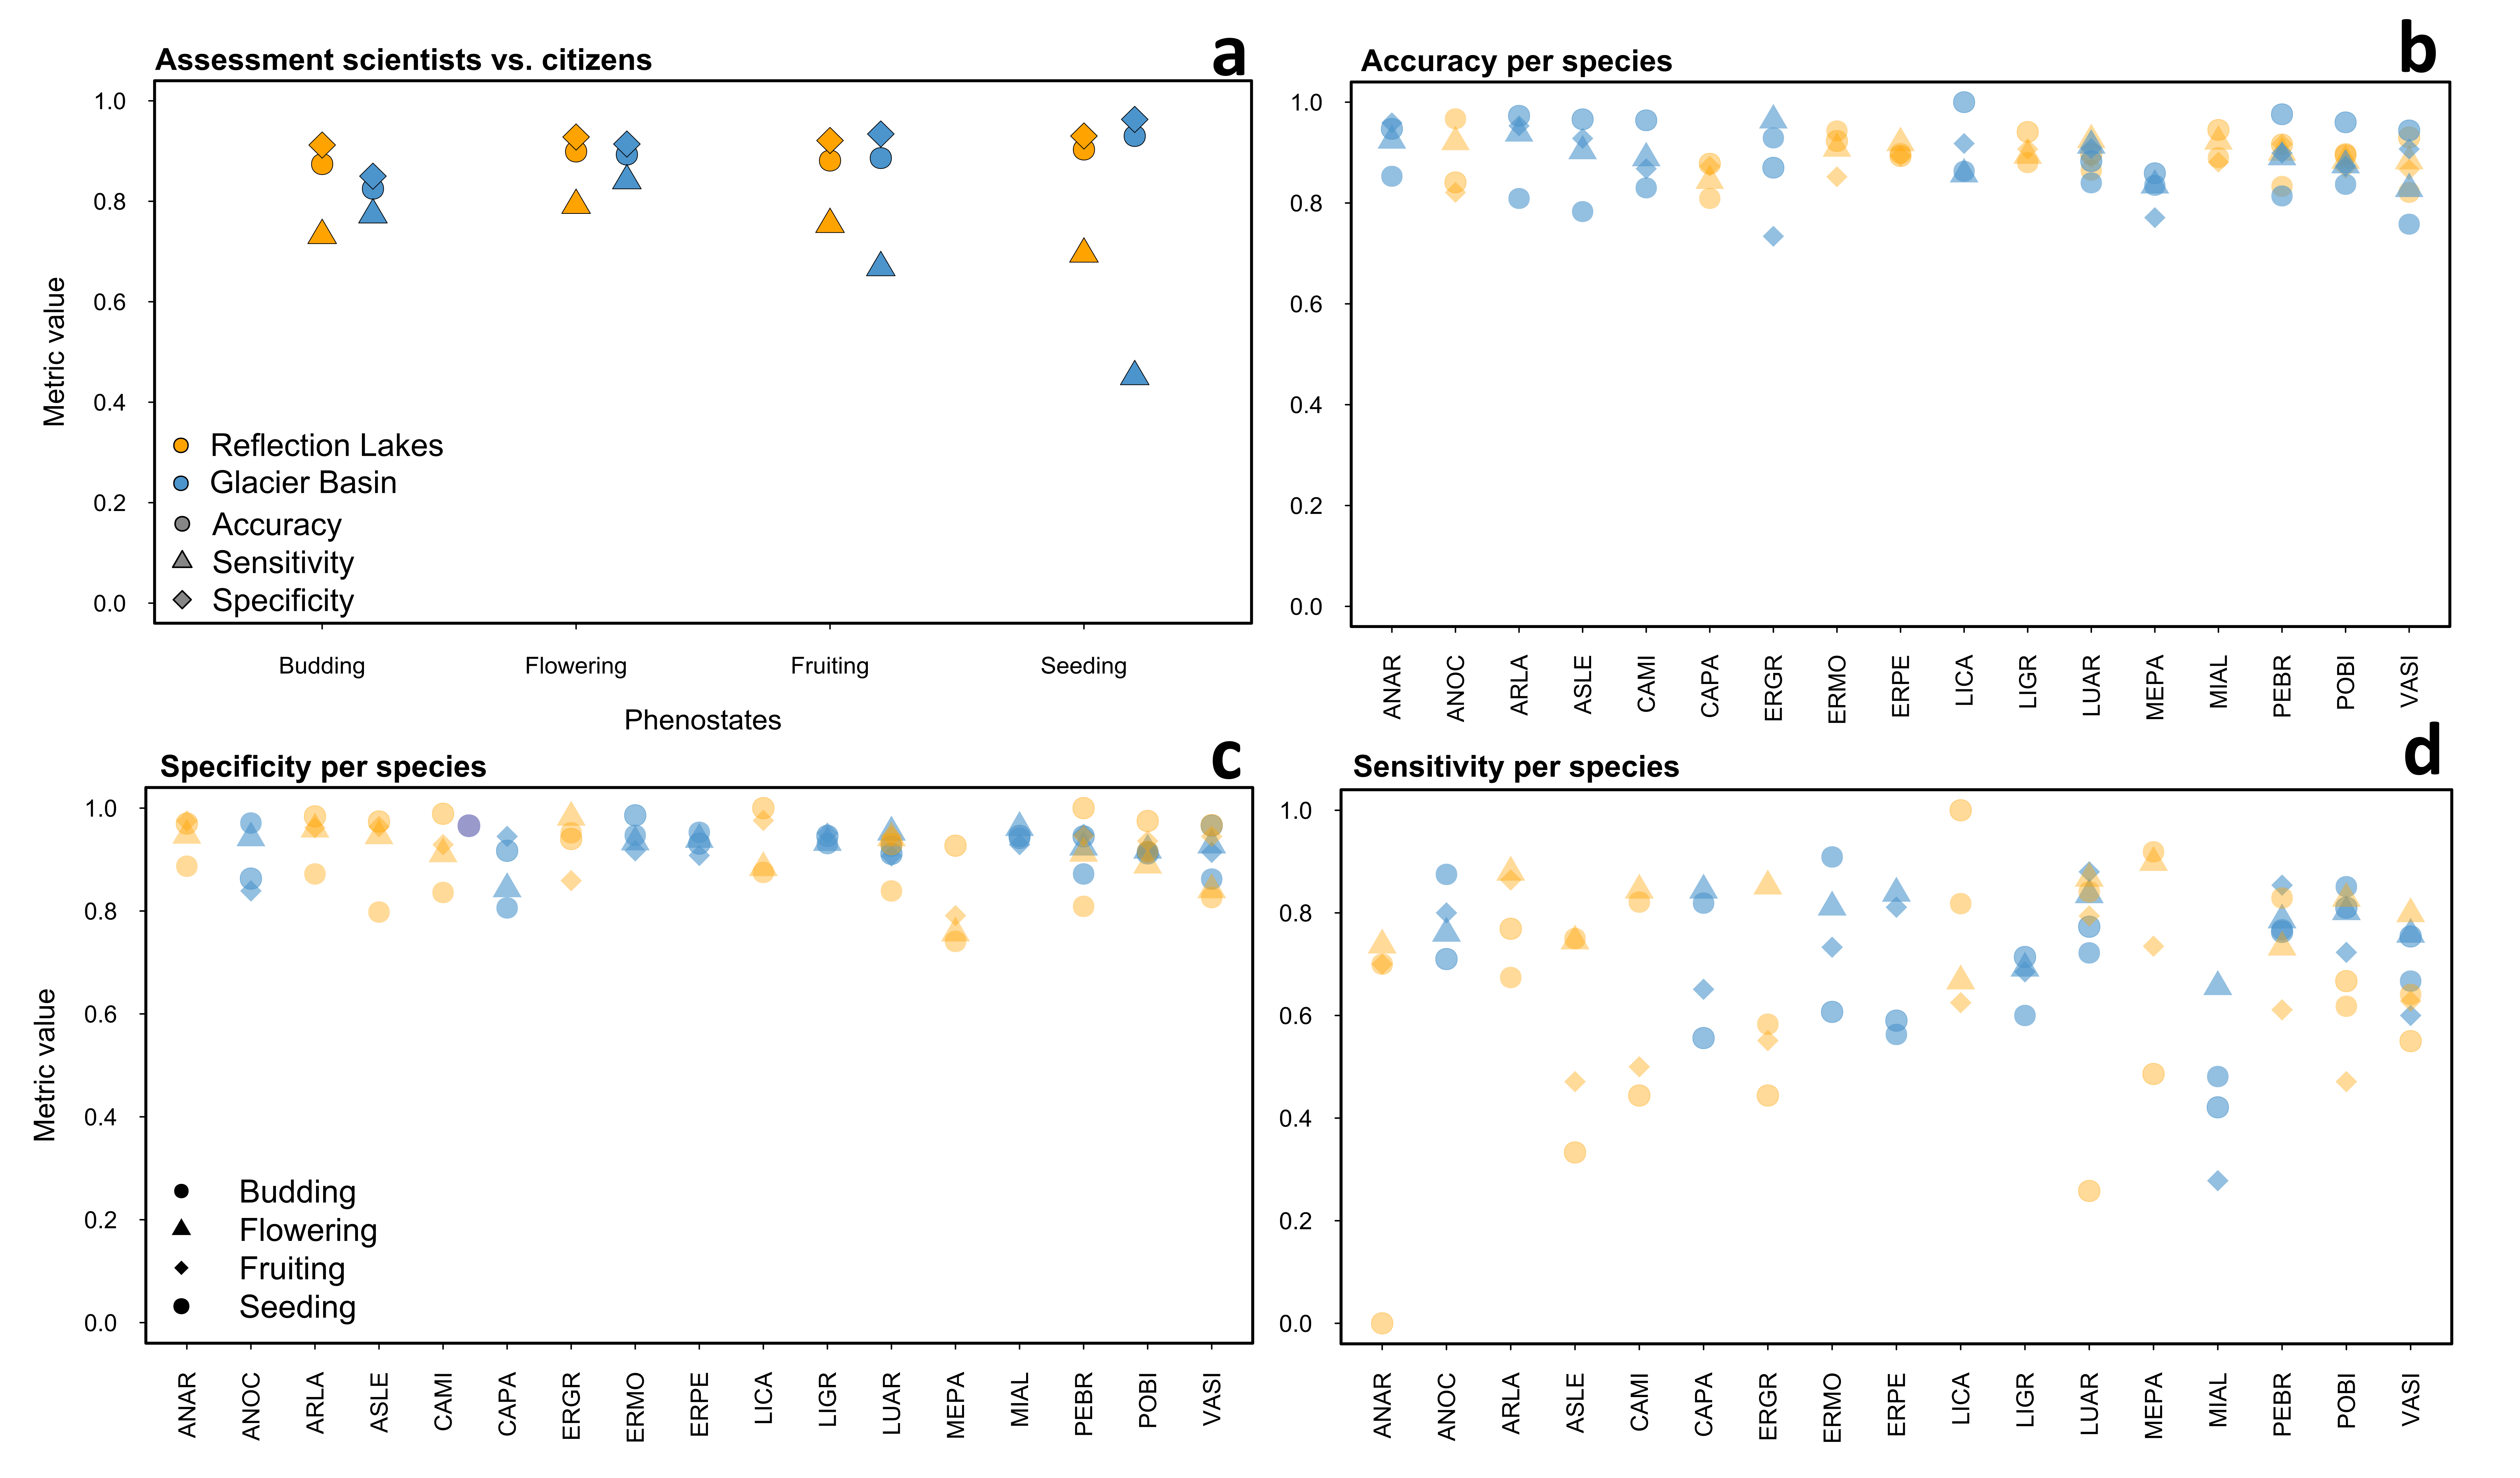 Assessment scientists vs. citizens
a
1.0
0.8
0.6
0.4
0.2
0.0
Metric value
Reflection Lakes
Glacier Basin
Accuracy
Sensitivity
Specificity
Budding
Flowering
Fruiting
Seeding
Phenostates
Accuracy per species
b
1.0
0.8
0.6
0.4
0.2
0.0
ANAR
ANOC
ARLA
ASLE
CAMI
CAPA
ERGR
ERMO
ERPE
LICA
LIGR
LUAR
MEPA
MIAL
PEBR
POBI
VASI
Specificity per species
c
1.0
0.8
0.6
0.4
0.2
0.0
Metric value
Budding
Flowering
Fruiting
Seeding
ANAR
ANOC
ARLA
ASLE
CAMI
CAPA
ERGR
ERMO
ERPE
LICA
LIGR
LUAR
MEPA
MIAL
PEBR
POBI
VASI
Sensitivity per species
d
1.0
0.8
0.6
0.4
0.2
0.0
ANAR
ANOC
ARLA
ASLE
CAMI
CAPA
ERGR
ERMO
ERPE
LICA
LIGR
LUAR
MEPA
MIAL
PEBR
POBI
VASI